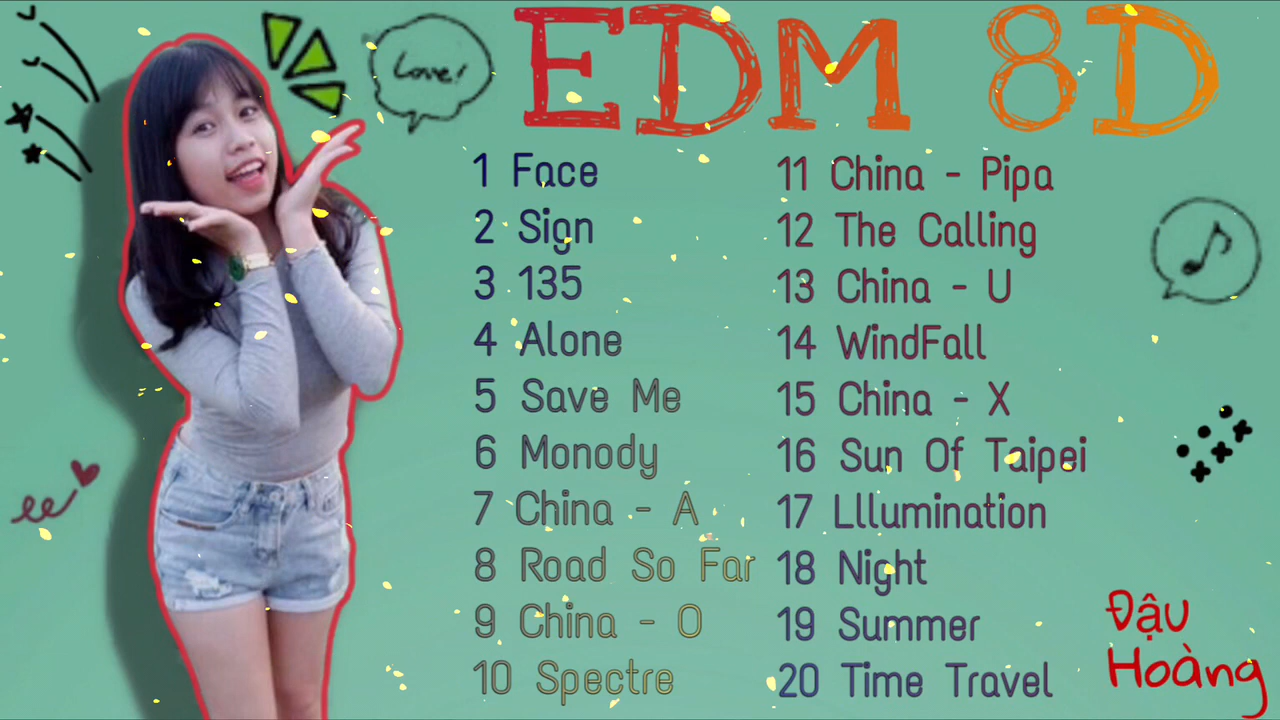 EDM 8D
Love!
1 Face
2 Sign
3 135
4 Alone
5 Save Me
6 Monody
7 China - A
8 Road So Far
9 China - O
10 Spectre
11 China - Pipa
12 The Calling
13 China - U
14 WindFall
15 China - X
16 Sun Of Taipei
17 Lllumination
18 Night
19 Summer
20 Time Travel
Đậu
Hoàng